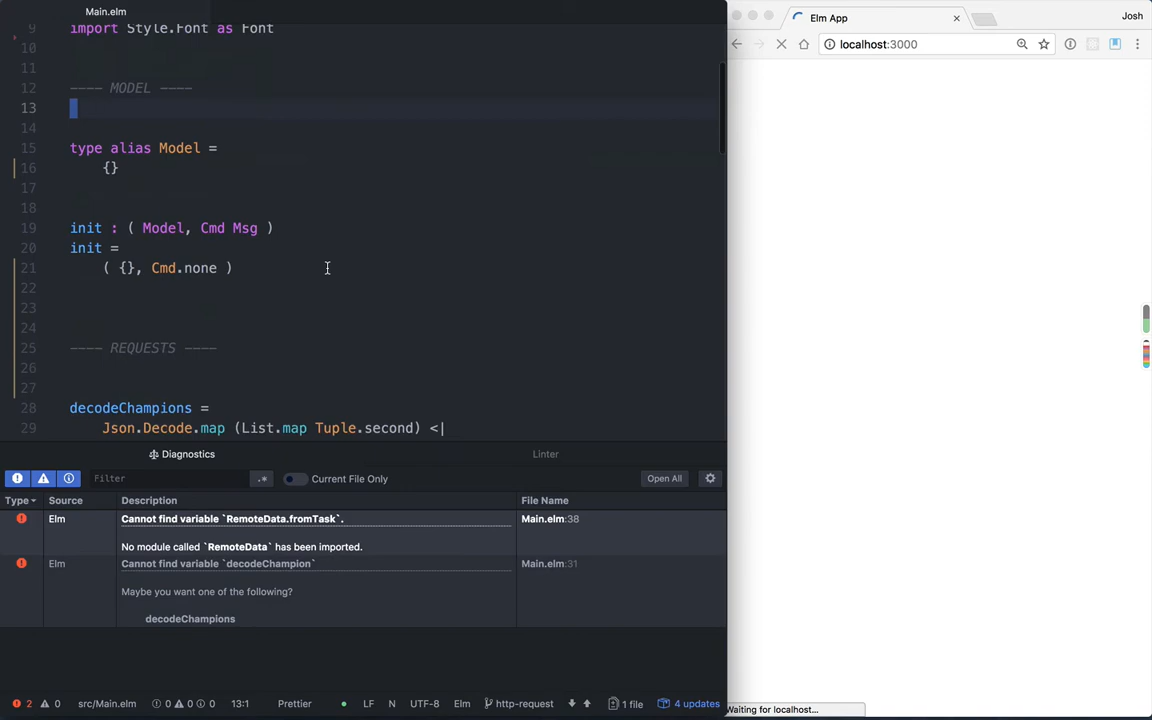 Main.elm
9 import Style.Font as Font
10
11
12 ---- MODEL ----
13
14
15 type alias Model =
16 {}
17
18
19 init : ( Model, Cmd Msg )
20 init =
21 ( {}, Cmd.none )
22
23
24
25 ---- REQUESTS ----
26
27
28 decodeChampions =
29 Json.Decode.map (List.map Tuple.second) <|
Diagnostics Linter
Filter .* Current File Only Open All
Type Source Description File Name
Elm Cannot find variable `RemoteData.fromTask`. Main.elm:38
No module called `RemoteData` has been imported.
Elm Cannot find variable `decodeChampion` Main.elm:31
Maybe you want one of the following?
decodeChampions
2 0 src/Main.elm 0 0 0 13:1 Prettier LF N UTF-8 Elm http-request 1 file 4 updates
Elm App Josh
localhost:3000
Waiting for localhost...